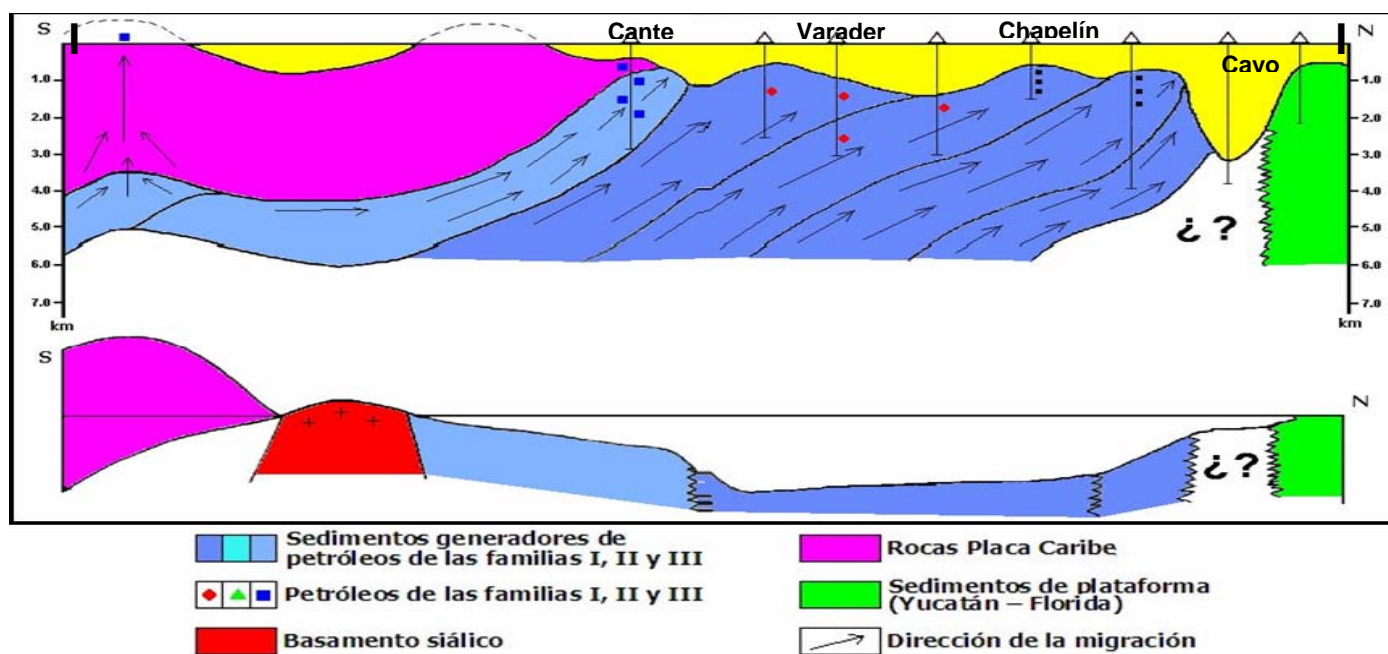 S Cante Varader Chapelín N
Cavo
1.0 1.0
2.0 2.0
3.0 3.0
4.0 4.0
5.0 ¿ ? 5.0
6.0 6.0
7.0 7.0
km km
S N
+ + +
¿ ?
Sedimentos generadores de
petróleos de las familias I, II y III
Petróleos de las familias I, II y III
Basamento siálico
Rocas Placa Caribe
Sedimentos de plataforma
(Yucatán – Florida)
Dirección de la migración